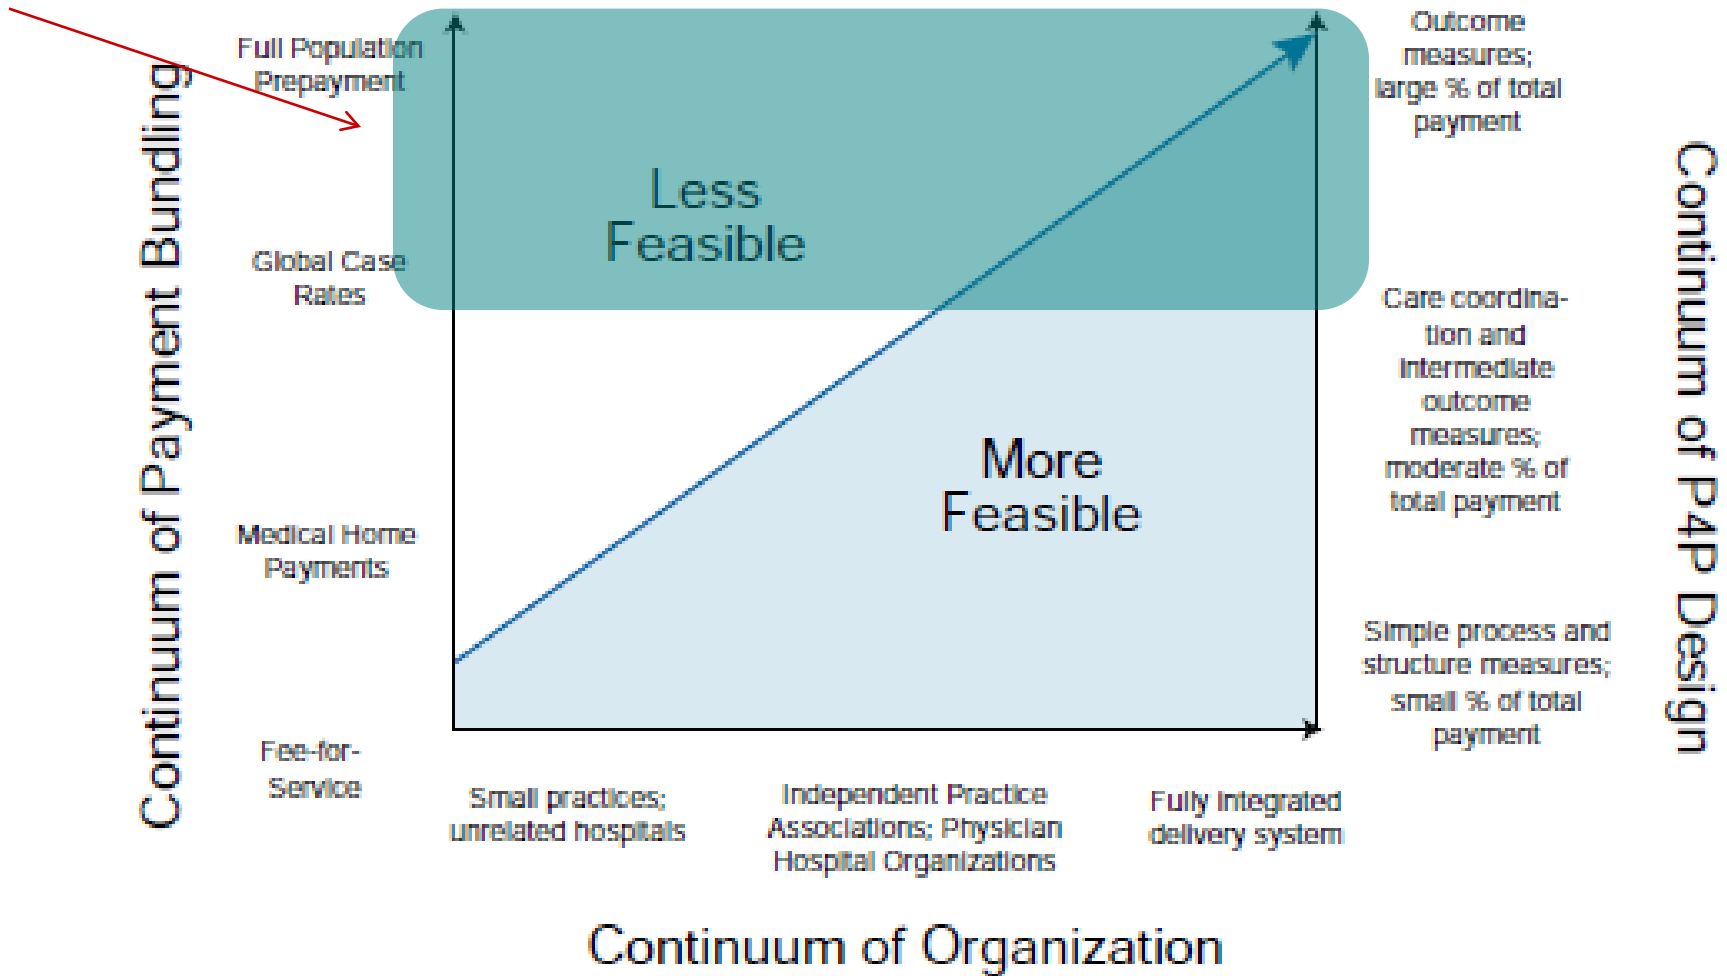 Continuum of Payment Bundling
Full Population
Prepayment
Global Case
Rates
Medical Home
Payments
Fee-for-
Service
Less
Feasible
More
Feasible
Outcome
measures;
large % of total
payment
Care coordina-
tion and
intermediate
outcome
measures;
moderate % of
total payment
Simple process and
structure measures;
small % of total
payment
Continuum of P4P Design
Small practices;
unrelated hospitals
Independent Practice
Associations; Physician
Hospital Organizations
Fully integrated
delivery system
Continuum of Organization